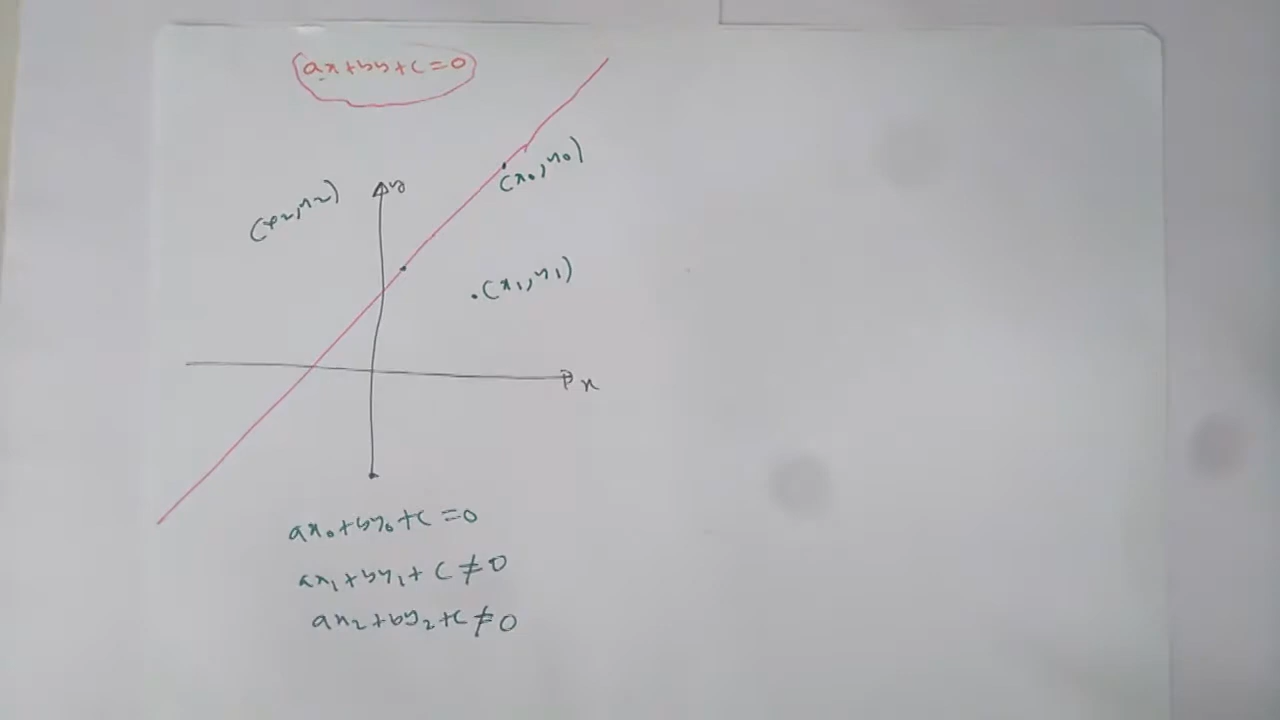 ax+by+c=0
(x₀,y₀)
(x₂,y₂)
y
.(x₁,y₁)
x
ax₀+by₀+c=0
ax₁+by₁+c≠0
ax₂+by₂+c≠0